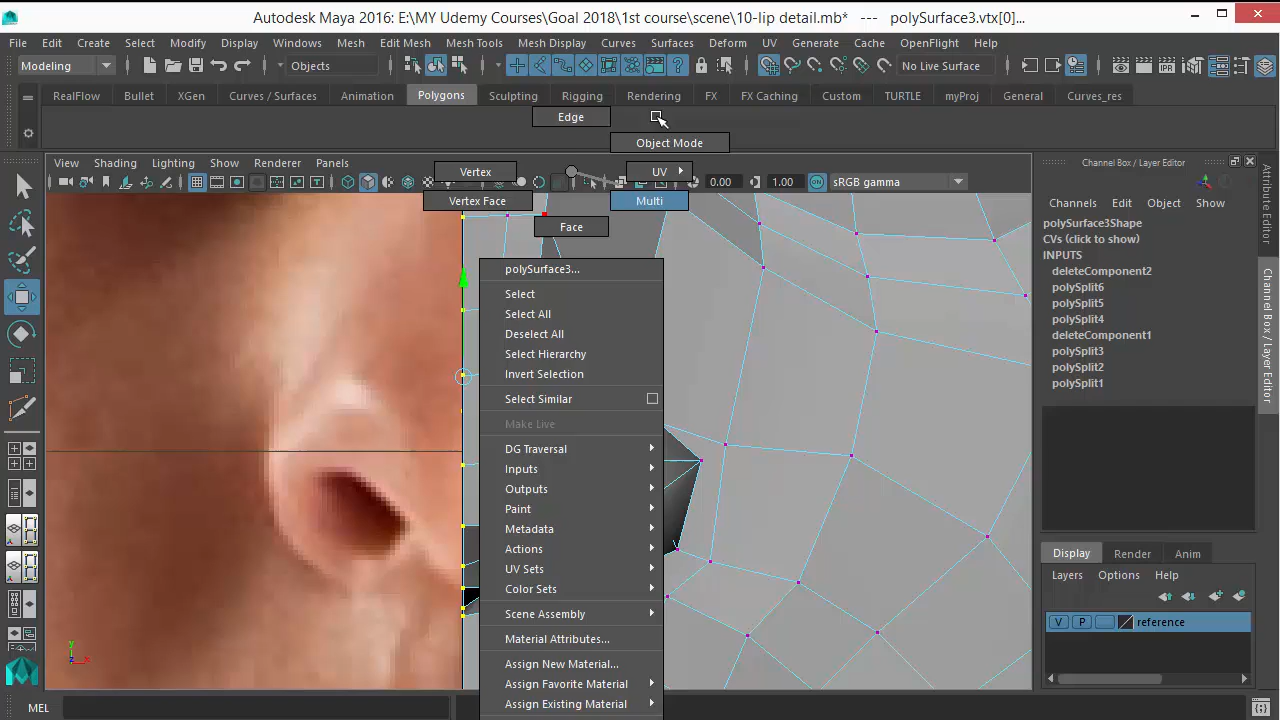 Autodesk Maya 2016: E:\MY Udemy Courses\Goal 2018\1st course\scene\10-lip detail.mb* --- polySurface3.vtx[0]...
File Edit Create Select Modify Display Windows Mesh Edit Mesh Mesh Tools Mesh Display Curves Surfaces Deform UV Generate Cache OpenFlight Help
Modeling Objects No Live Surface
RealFlow Bullet XGen Curves / Surfaces Animation Polygons Sculpting Rigging Rendering FX FX Caching Custom TURTLE myProj General Curves_res
Edge
Object Mode
View Shading Lighting Show Renderer Panels
Vertex UV
0.00 1.00 ON sRGB gamma
Vertex Face Multi
Face
polySurface3...
Select
Select All
Deselect All
Select Hierarchy
Invert Selection
Select Similar
Make Live
DG Traversal
Inputs
Outputs
Paint
Metadata
Actions
UV Sets
Color Sets
Scene Assembly
Material Attributes...
Assign New Material...
Assign Favorite Material
Assign Existing Material
Channel Box / Layer Editor
Channels Edit Object Show
polySurface3Shape
CVs (click to show)
INPUTS
deleteComponent2
polySplit6
polySplit5
polySplit4
deleteComponent1
polySplit3
polySplit2
polySplit1
Display Render Anim
Layers Options Help
V P reference
Attribute Editor
Channel Box / Layer Editor
y
z x
MEL